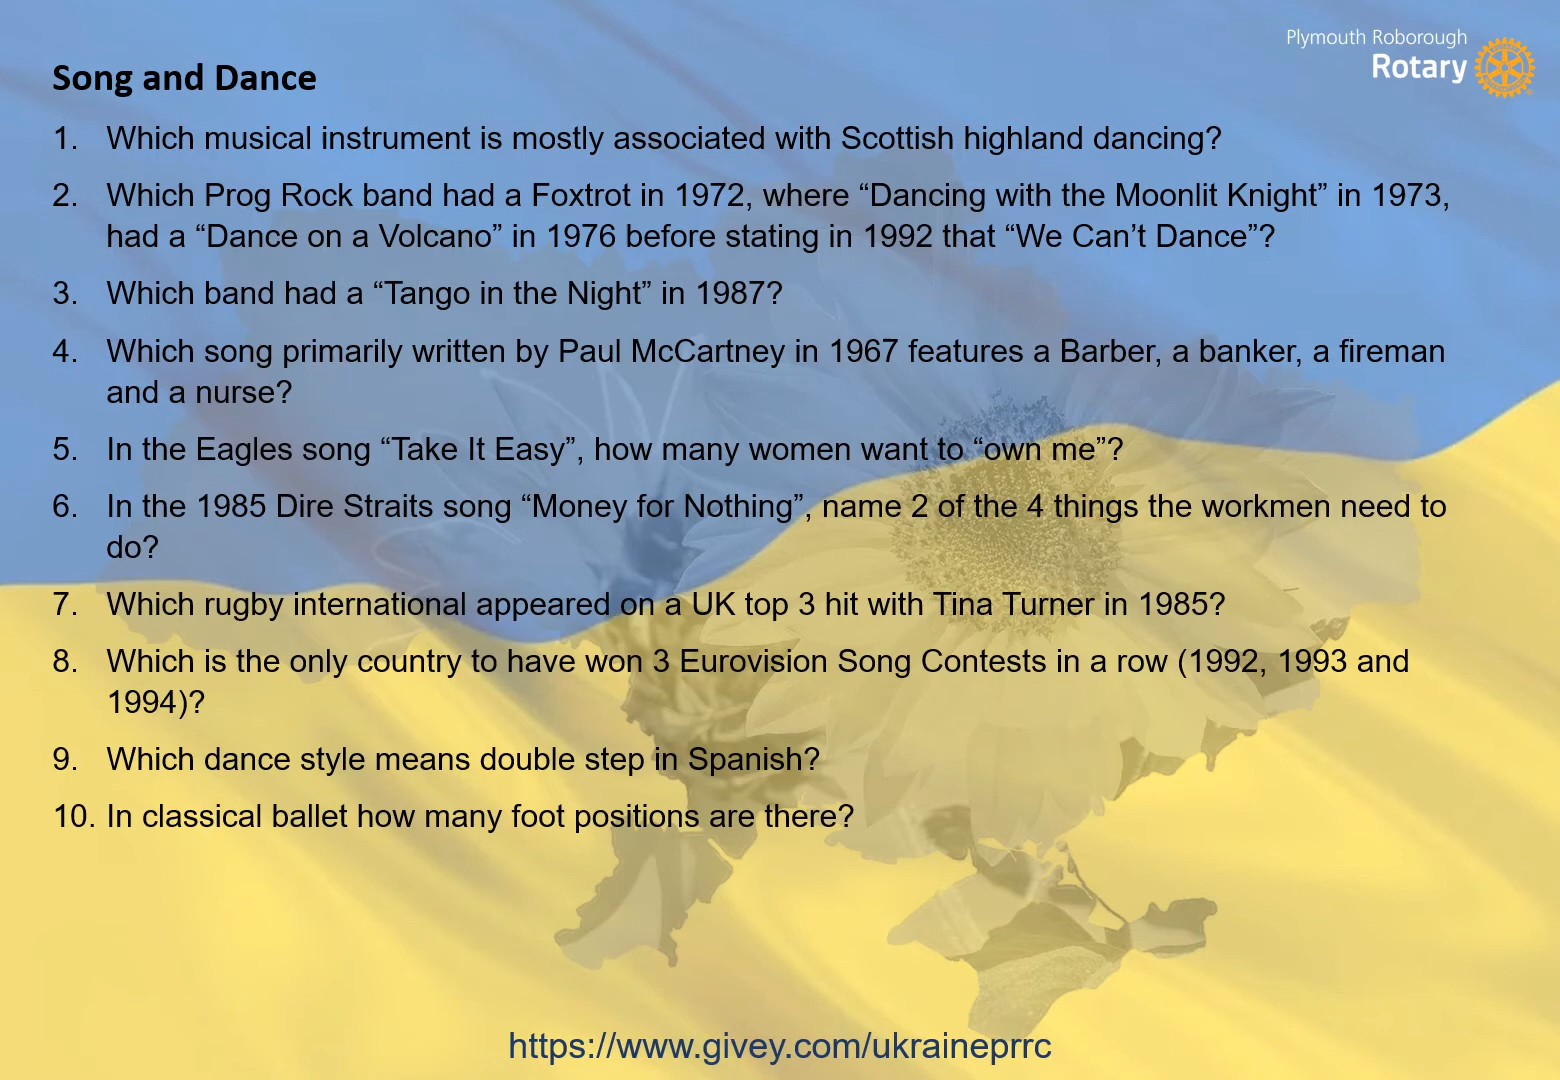 Plymouth Roborough
Rotary
Song and Dance
1. Which musical instrument is mostly associated with Scottish highland dancing?
2. Which Prog Rock band had a Foxtrot in 1972, where “Dancing with the Moonlit Knight” in 1973,
had a “Dance on a Volcano” in 1976 before stating in 1992 that “We Can’t Dance”?
3. Which band had a “Tango in the Night” in 1987?
4. Which song primarily written by Paul McCartney in 1967 features a Barber, a banker, a fireman
and a nurse?
5. In the Eagles song “Take It Easy”, how many women want to “own me”?
6. In the 1985 Dire Straits song “Money for Nothing”, name 2 of the 4 things the workmen need to
do?
7. Which rugby international appeared on a UK top 3 hit with Tina Turner in 1985?
8. Which is the only country to have won 3 Eurovision Song Contests in a row (1992, 1993 and
1994)?
9. Which dance style means double step in Spanish?
10. In classical ballet how many foot positions are there?
https://www.givey.com/ukraineprrc